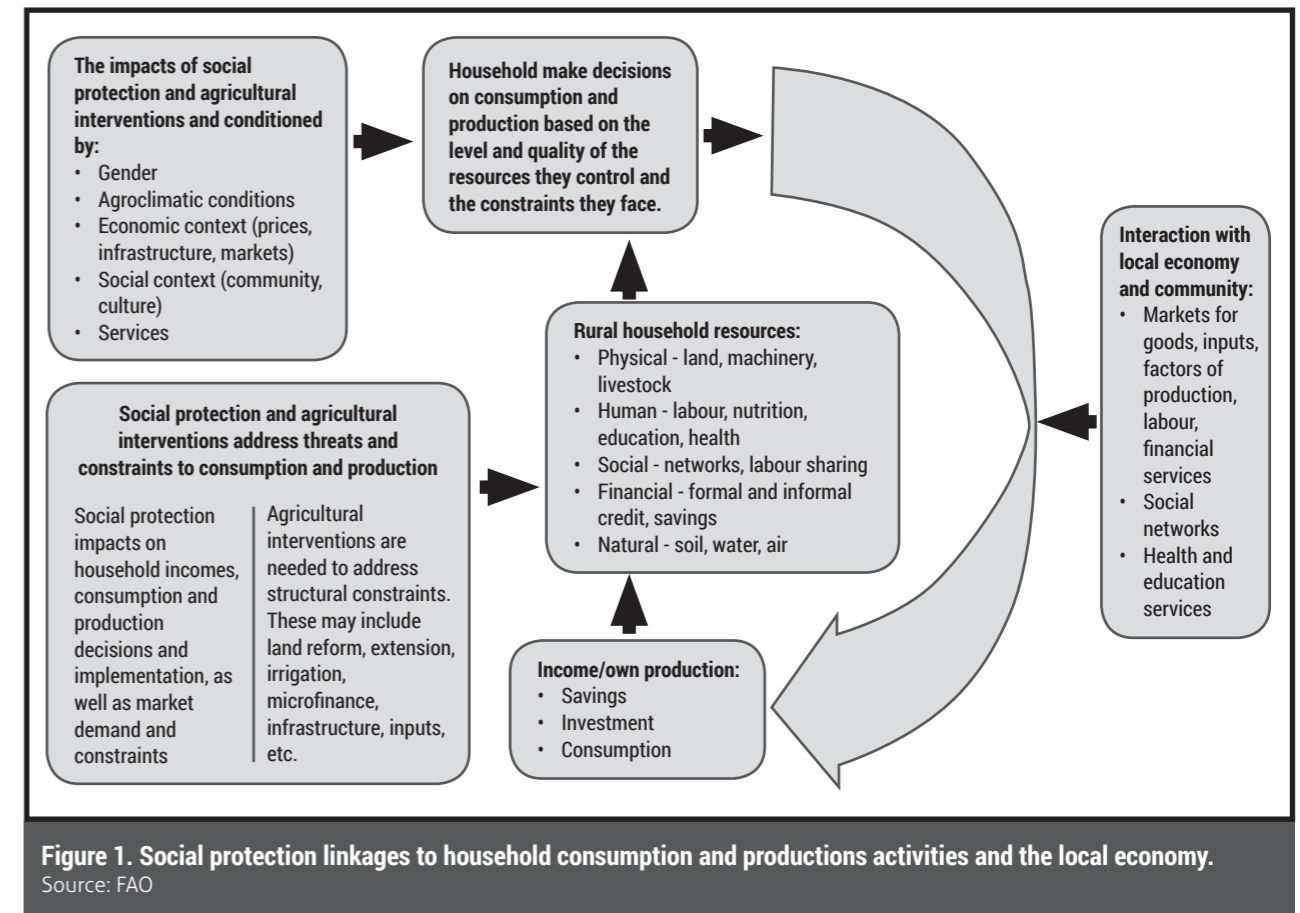 The impacts of social
protection and agricultural
interventions and conditioned
by:
• Gender
• Agroclimatic conditions
• Economic context (prices,
infrastructure, markets)
• Social context (community,
culture)
• Services
Household make decisions
on consumption and
production based on the
level and quality of the
resources they control and
the constraints they face.
Interaction with
local economy
and community:
• Markets for
goods, inputs,
factors of
production,
labour,
financial
services
• Social
networks
• Health and
education
services
Rural household resources:
• Physical - land, machinery,
livestock
• Human - labour, nutrition,
education, health
• Social - networks, labour sharing
• Financial - formal and informal
credit, savings
• Natural - soil, water, air
Social protection and agricultural
interventions address threats and
constraints to consumption and production
Social protection
impacts on
household incomes,
consumption and
production
decisions and
implementation, as
well as market
demand and
constraints
Agricultural
interventions are
needed to address
structural constraints.
These may include
land reform, extension,
irrigation,
microfinance,
infrastructure, inputs,
etc.
Income/own production:
• Savings
• Investment
• Consumption
Figure 1. Social protection linkages to household consumption and productions activities and the local economy.
Source: FAO